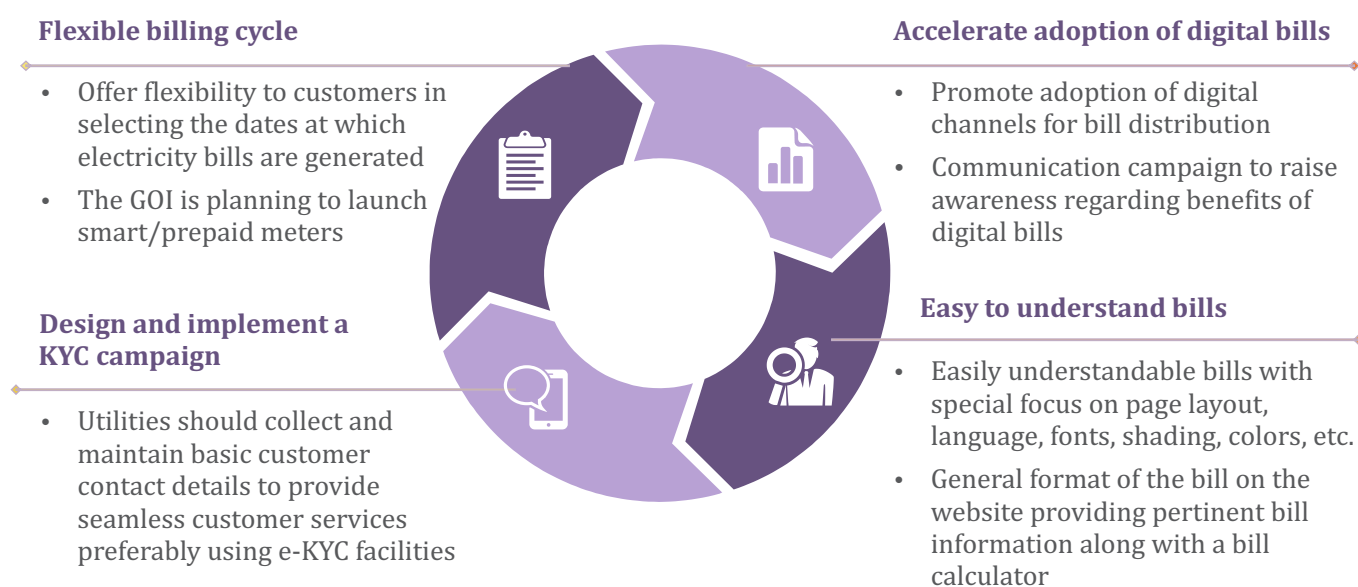 Flexible billing cycle
• Offer flexibility to customers in
selecting the dates at which
electricity bills are generated
• The GOI is planning to launch
smart/prepaid meters
Accelerate adoption of digital bills
• Promote adoption of digital
channels for bill distribution
• Communication campaign to raise
awareness regarding benefits of
digital bills
Design and implement a
KYC campaign
• Utilities should collect and
maintain basic customer
contact details to provide
seamless customer services
preferably using e-KYC facilities
Easy to understand bills
• Easily understandable bills with
special focus on page layout,
language, fonts, shading, colors, etc.
• General format of the bill on the
website providing pertinent bill
information along with a bill
calculator